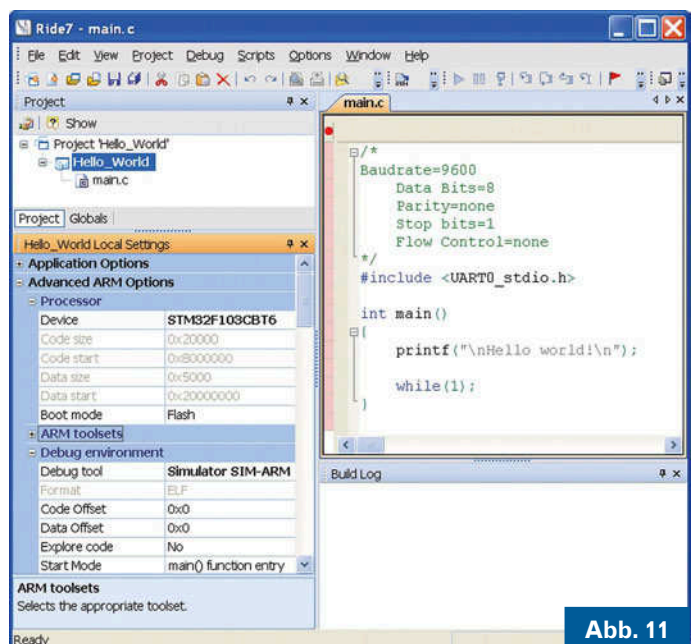 Ride7 - main.c
File Edit View Project Debug Scripts Options Window Help
Project
Show
Project 'Hello_World'
Hello_World
main.c
Project Globals
Hello_World Local Settings
Application Options
Advanced ARM Options
Processor
Device STM32F103CBT6
Code size 0x20000
Code start 0x8000000
Data size 0x5000
Data start 0x20000000
Boot mode Flash
ARM toolsets
Debug environment
Debug tool Simulator SIM-ARM
Format ELF
Code Offset 0x0
Data Offset 0x0
Explore code No
Start Mode main() function entry
ARM toolsets
Selects the appropriate toolset.
Ready
main.c
/*
Baudrate=9600
Data Bits=8
Parity=none
Stop bits=1
Flow Control=none
*/
#include <UART0_stdio.h>
int main()
{
printf("\nHello world!\n");
while(1);
}
Build Log
Abb. 11